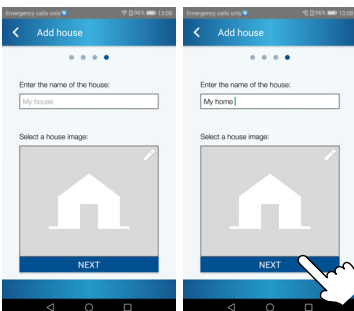 Emergency calls only 96% 13:08
Add house
Enter the name of the house:
My house
Select a house image:
NEXT
Emergency calls only 96% 13:08
Add house
Enter the name of the house:
My home
Select a house image:
NEXT